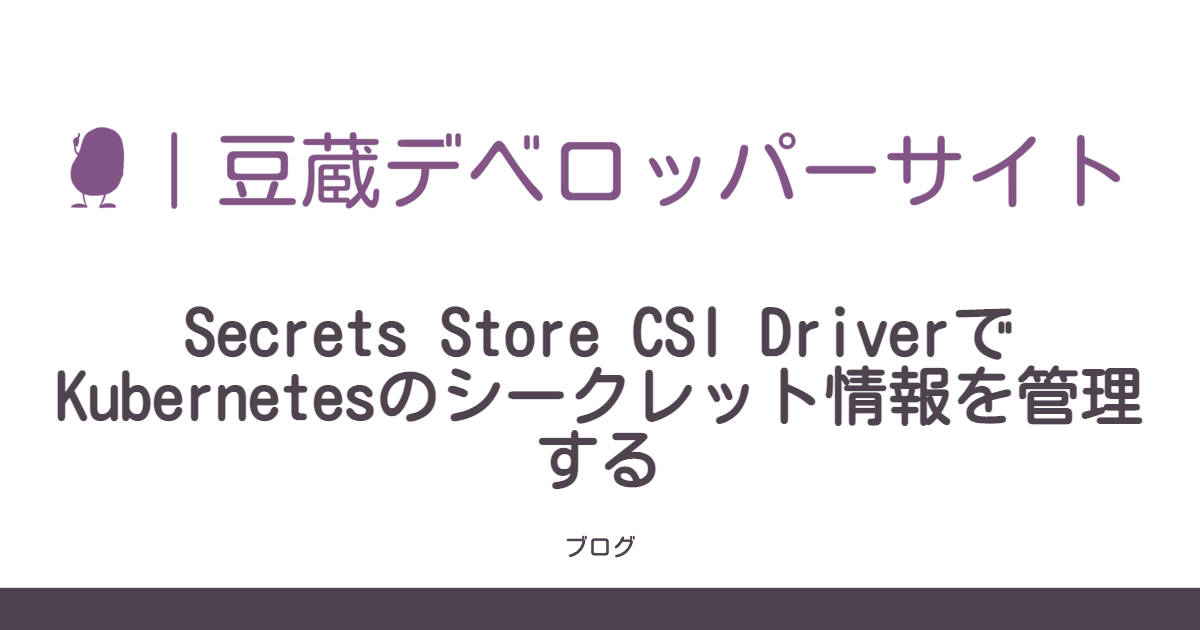 |豆蔵デベロッパーサイト
Secrets Store CSI Driverで
Kubernetesのシークレット情報を管理
する
ブログ